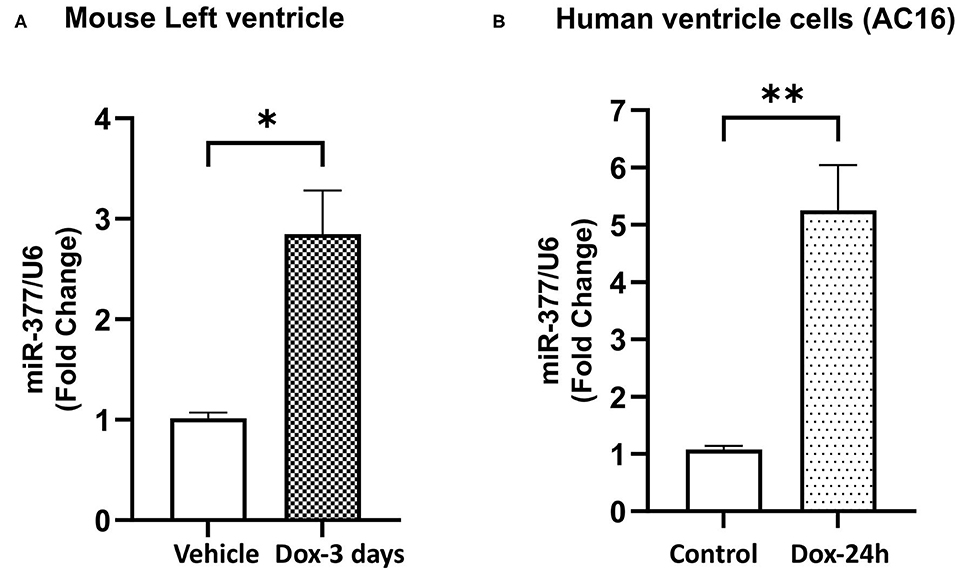 A
Mouse Left ventricle
*
4
3
2
1
0
miR-377/U6
(Fold Change)
Vehicle
Dox-3 days
B
Human ventricle cells (AC16)
**
7
6
5
4
3
2
1
0
miR-377/U6
(Fold Change)
Control
Dox-24h